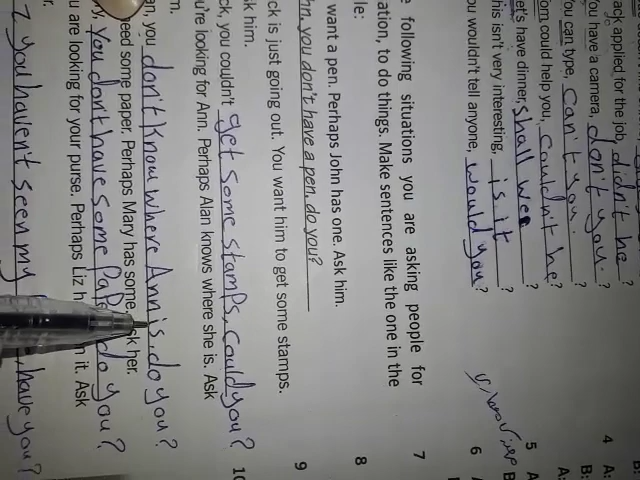 ack applied for the job, didn't he ?
You have a camera, don't you. ?
You can type, can't you ?
Tom could help you, couldn't he ?
Let's have dinner, shall we ?
his isn't very interesting, is it ?
ou wouldn't tell anyone, would you ?
e following situations you are asking people for
ation, to do things. Make sentences like the one in the
le:
want a pen. Perhaps John has one. Ask him.
hn, you don't have a pen, do you?
ck is just going out. You want him to get some stamps.
sk him.
ck, you couldn't get some stamps, could you?
u're looking for Ann. Perhaps Alan knows where she is. Ask
m.
an, you don't know where Ann is, do you?
eed some paper. Perhaps Mary has some. her.
you don't have some do you?
u are looking for your purse. Perhaps Liz it. Ask
r.
you haven't seen my , have you?
4 A:
B:
5 A
B
6
7
8
9
10
A:
B: